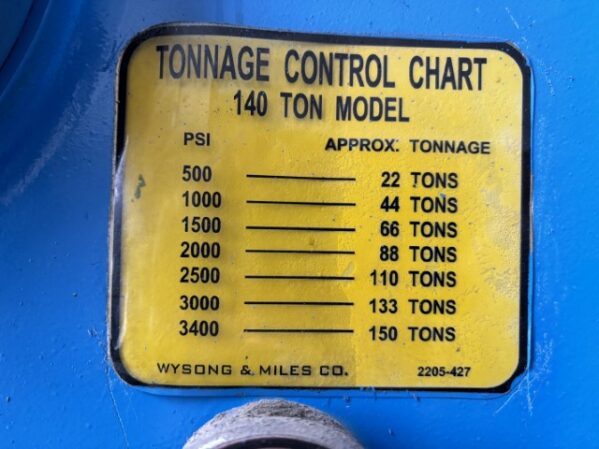 TONNAGE CONTROL CHART
140 TON MODEL
PSI APPROX. TONNAGE
500 22 TONS
1000 44 TONS
1500 66 TONS
2000 88 TONS
2500 110 TONS
3000 133 TONS
3400 150 TONS
WYSONG & MILES CO. 2205-427